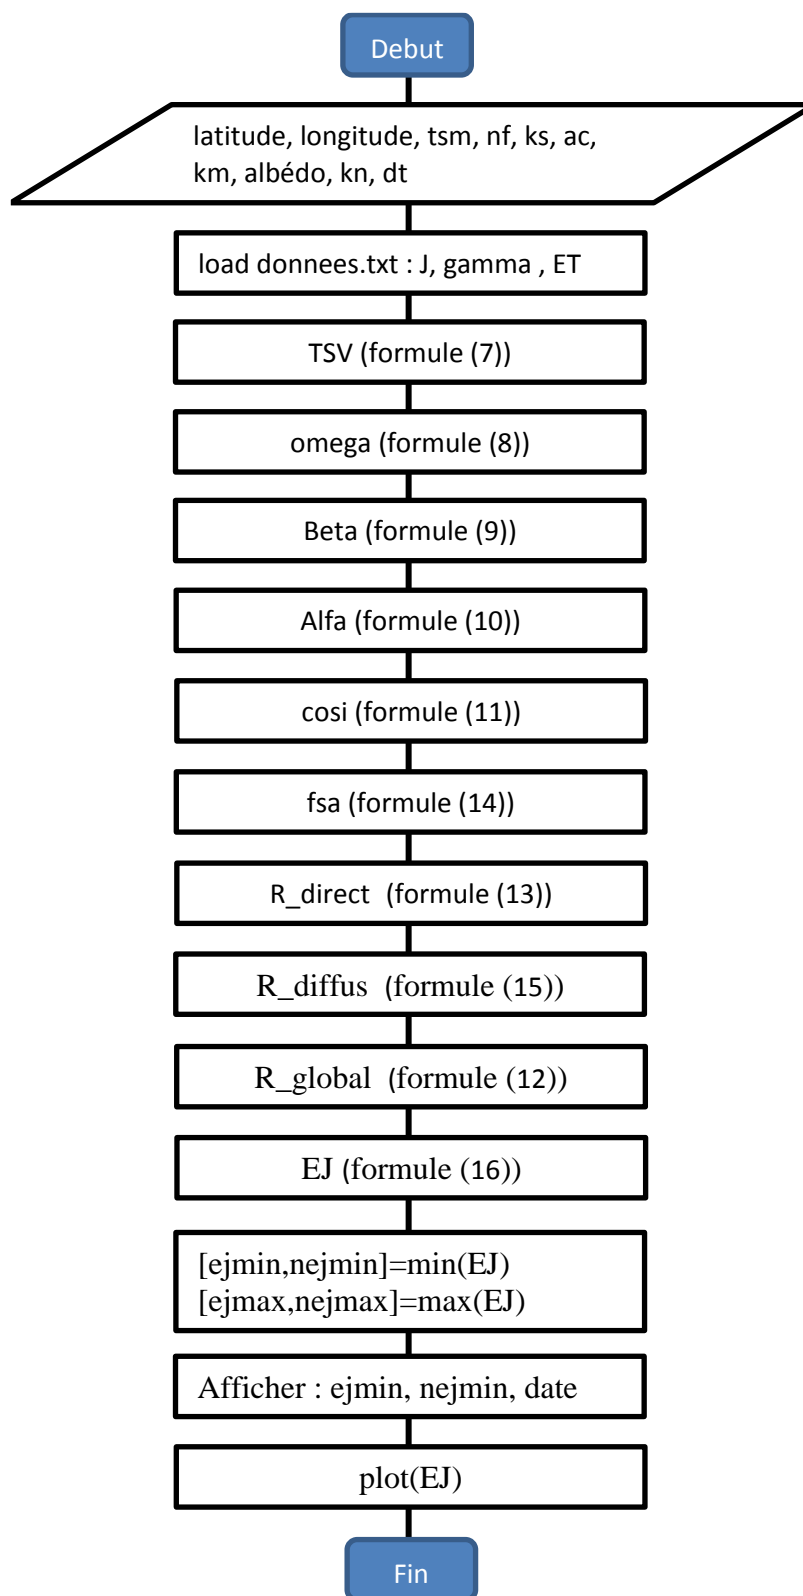 Debut
latitude, longitude, tsm, nf, ks, ac,
km, albédo, kn, dt
load donnees.txt : J, gamma , ET
TSV (formule (7))
omega (formule (8))
Beta (formule (9))
Alfa (formule (10))
cosi (formule (11))
fsa (formule (14))
R_direct (formule (13))
R_diffus (formule (15))
R_global (formule (12))
EJ (formule (16))
[ejmin,nejmin]=min(EJ)
[ejmax,nejmax]=max(EJ)
Afficher : ejmin, nejmin, date
plot(EJ)
Fin